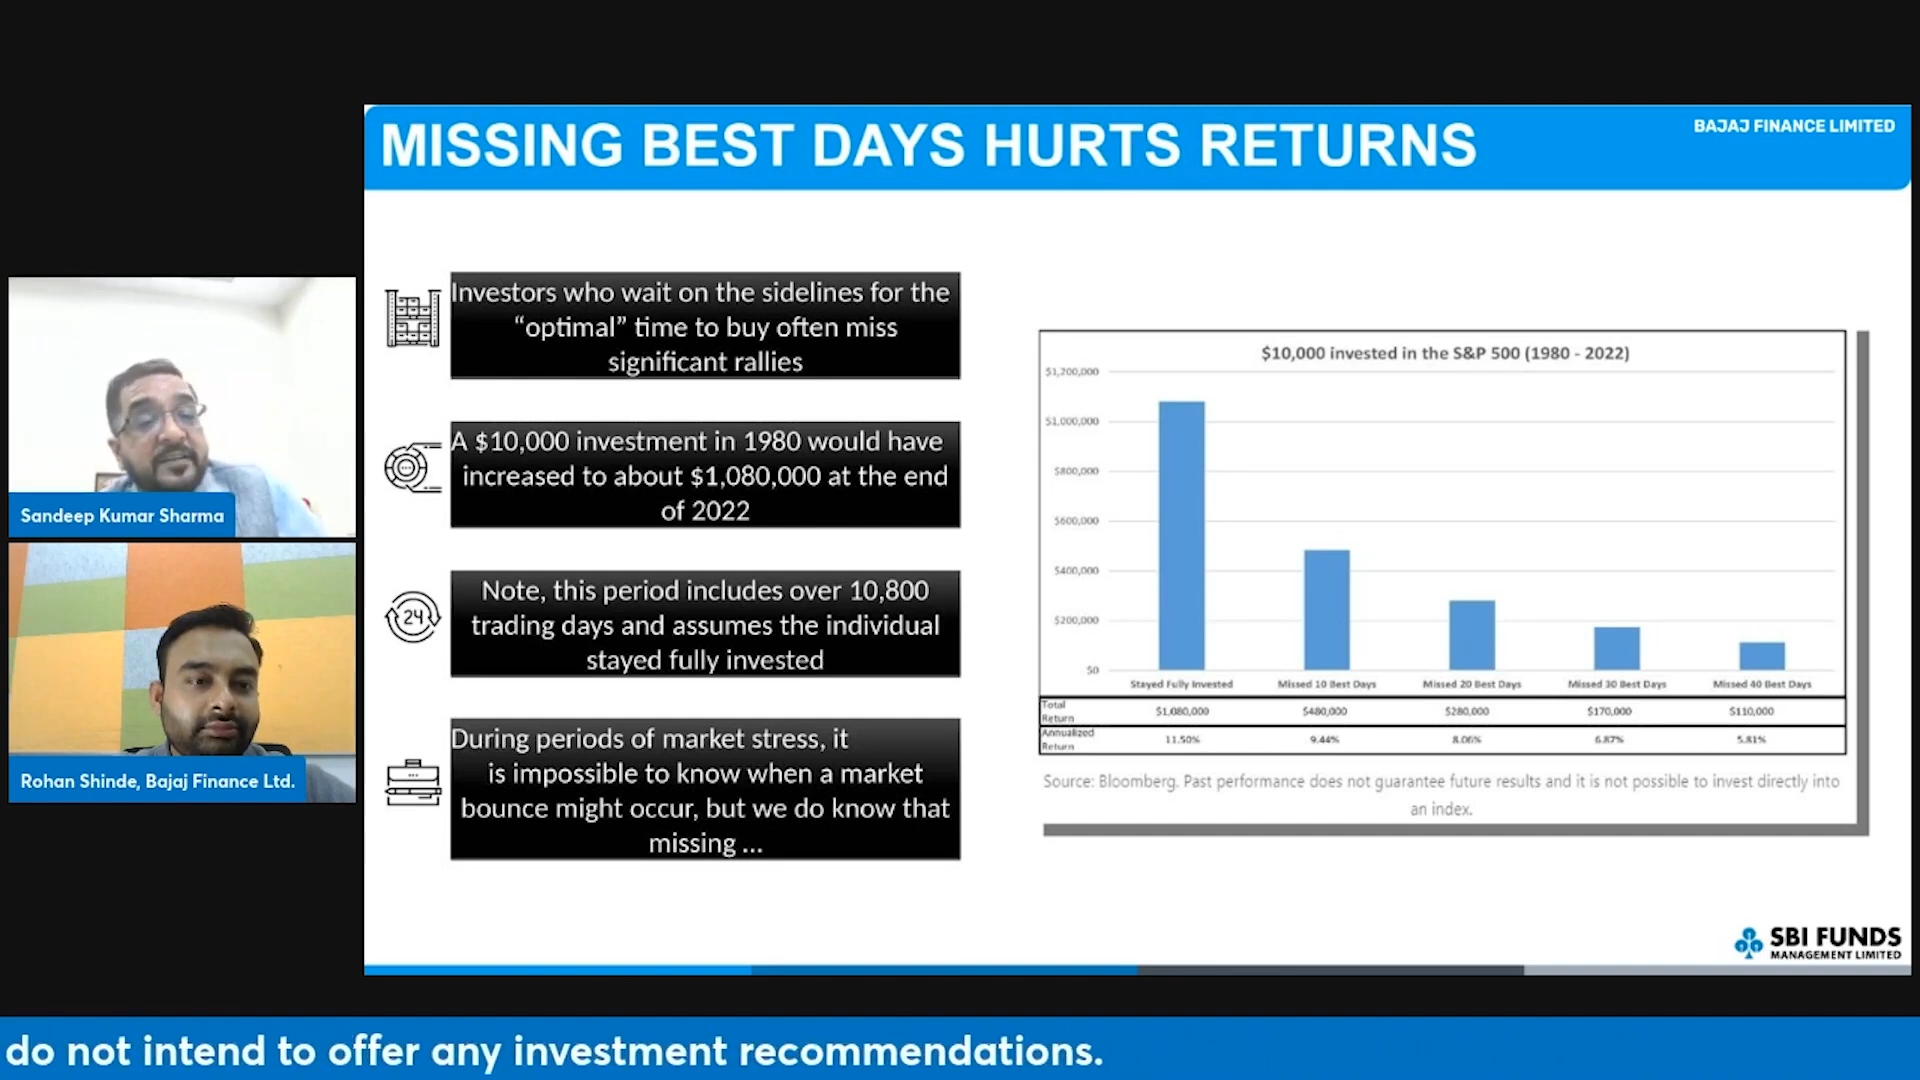 MISSING BEST DAYS HURTS RETURNS
BAJAJ FINANCE LIMITED
Investors who wait on the sidelines for the
“optimal” time to buy often miss
significant rallies
A $10,000 investment in 1980 would have
increased to about $1,080,000 at the end
of 2022
24
Note, this period includes over 10,800
trading days and assumes the individual
stayed fully invested
During periods of market stress, it
is impossible to know when a market
bounce might occur, but we do know that
missing ...
$10,000 invested in the S&P 500 (1980 - 2022)
$1,200,000
$1,000,000
$800,000
$600,000
$400,000
$200,000
$0
Stayed Fully Invested Missed 10 Best Days Missed 20 Best Days Missed 30 Best Days Missed 40 Best Days
Total
Return
$1,080,000 $480,000 $280,000 $170,000 $110,000
Annualized
Return
11.50% 9.44% 8.06% 6.87% 5.81%
Source: Bloomberg. Past performance does not guarantee future results and it is not possible to invest directly into
an index.
SBI FUNDS
MANAGEMENT LIMITED
Sandeep Kumar Sharma
Rohan Shinde, Bajaj Finance Ltd.
do not intend to offer any investment recommendations.